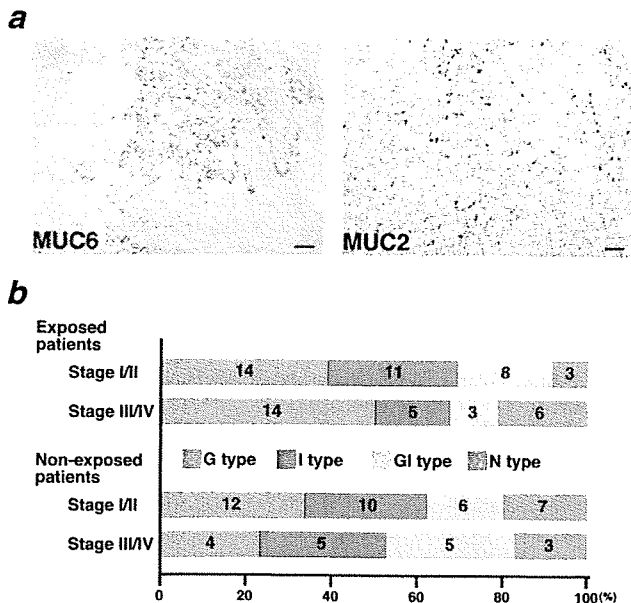 a
MUC6
MUC2
b
Exposed
patients
Stage I/II
14 11 8 3
Stage III/IV
14 5 3 6
G type I type GI type N type
Non-exposed
patients
Stage I/II
12 10 6 7
Stage III/IV
4 5 5 3
0 20 40 60 80 100(%)